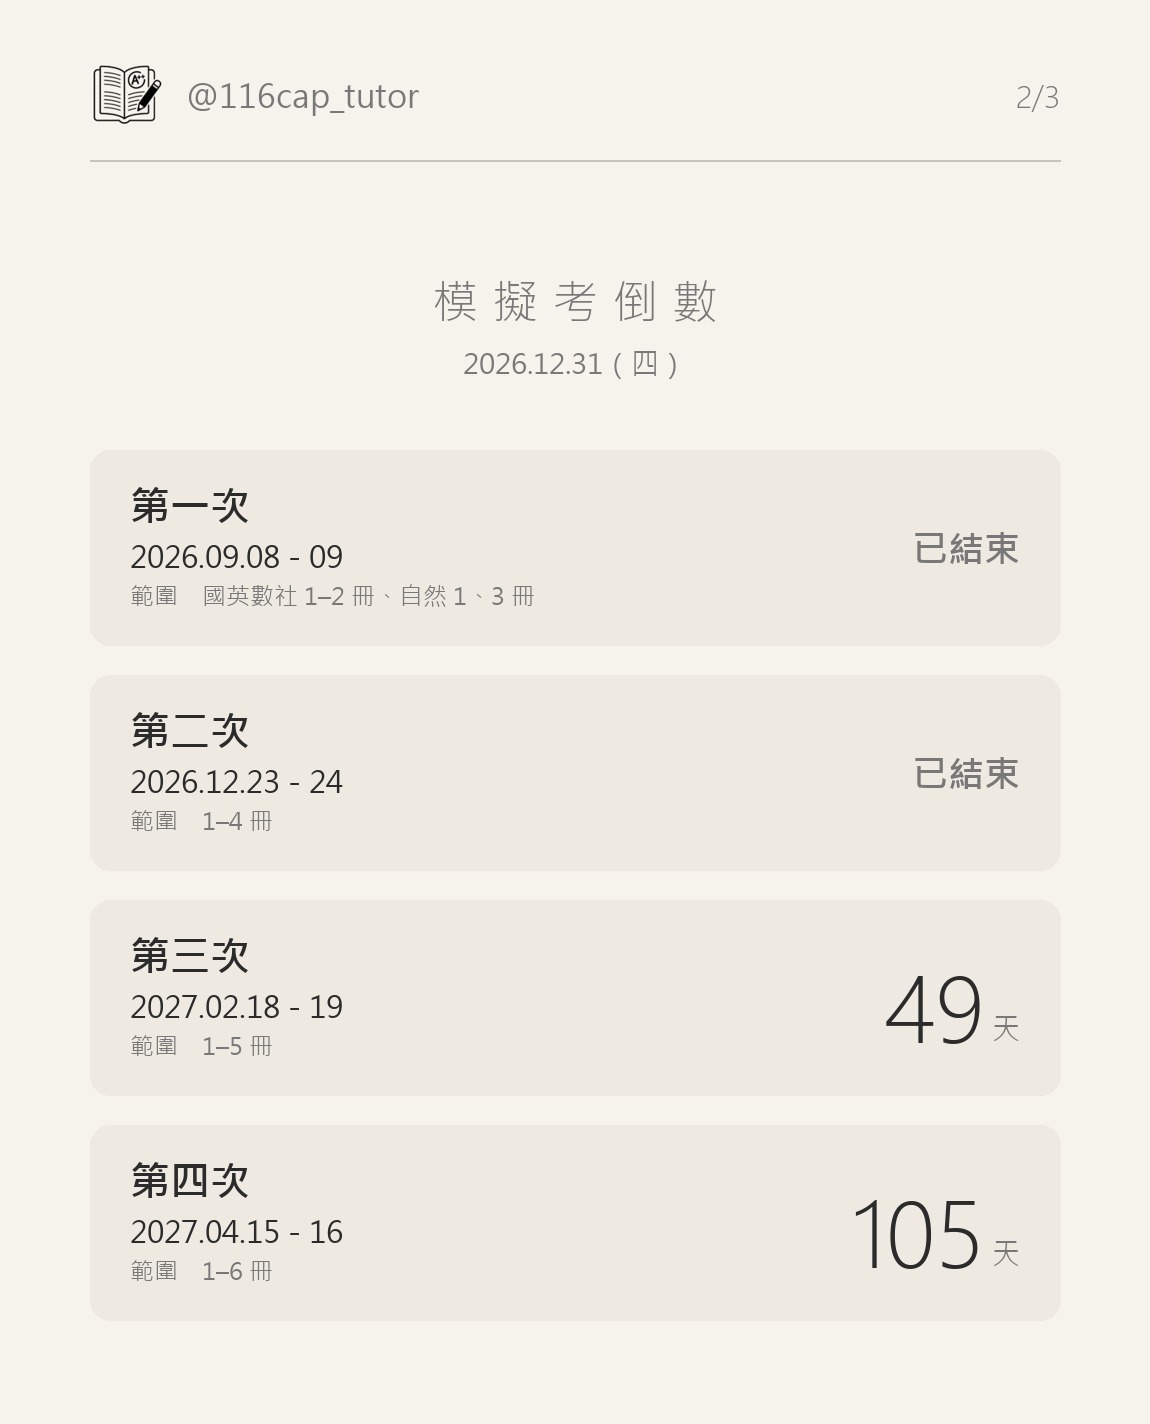 @116cap_tutor
2/3
模擬考倒數
2026.12.31 ( 四 )
第一次
2026.09.08 - 09
範圍 國英數社 1–2 冊、自然 1、3 冊
已結束
第二次
2026.12.23 - 24
範圍 1–4 冊
已結束
第三次
2027.02.18 - 19
範圍 1–5 冊
49 天
第四次
2027.04.15 - 16
範圍 1–6 冊
105 天